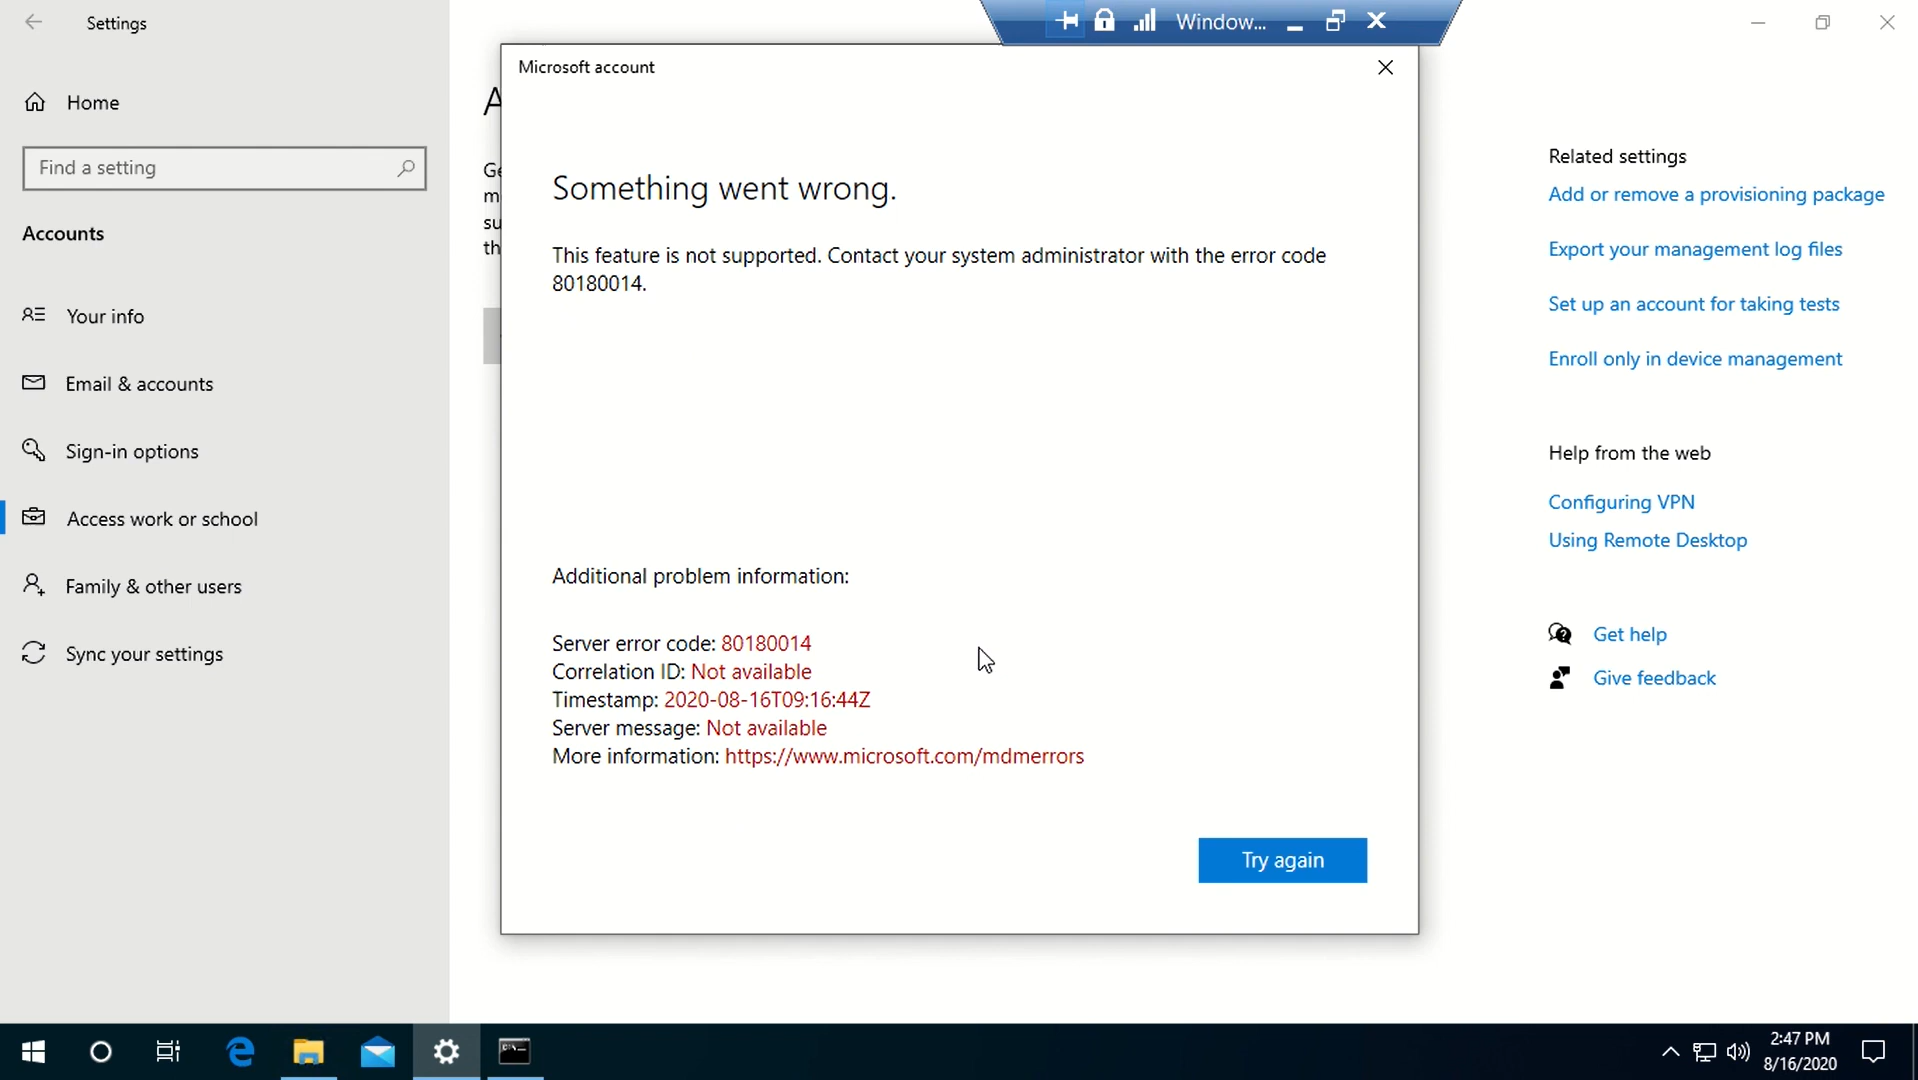 Settings
Window...
Home
Find a setting
Accounts
Your info
Email & accounts
Sign-in options
Access work or school
Family & other users
Sync your settings
A
Ge
m
su
th
Microsoft account
Something went wrong.
This feature is not supported. Contact your system administrator with the error code
80180014.
Additional problem information:
Server error code: 80180014
Correlation ID: Not available
Timestamp: 2020-08-16T09:16:44Z
Server message: Not available
More information: https://www.microsoft.com/mdmerrors
Try again
Related settings
Add or remove a provisioning package
Export your management log files
Set up an account for taking tests
Enroll only in device management
Help from the web
Configuring VPN
Using Remote Desktop
Get help
Give feedback
2:47 PM
8/16/2020